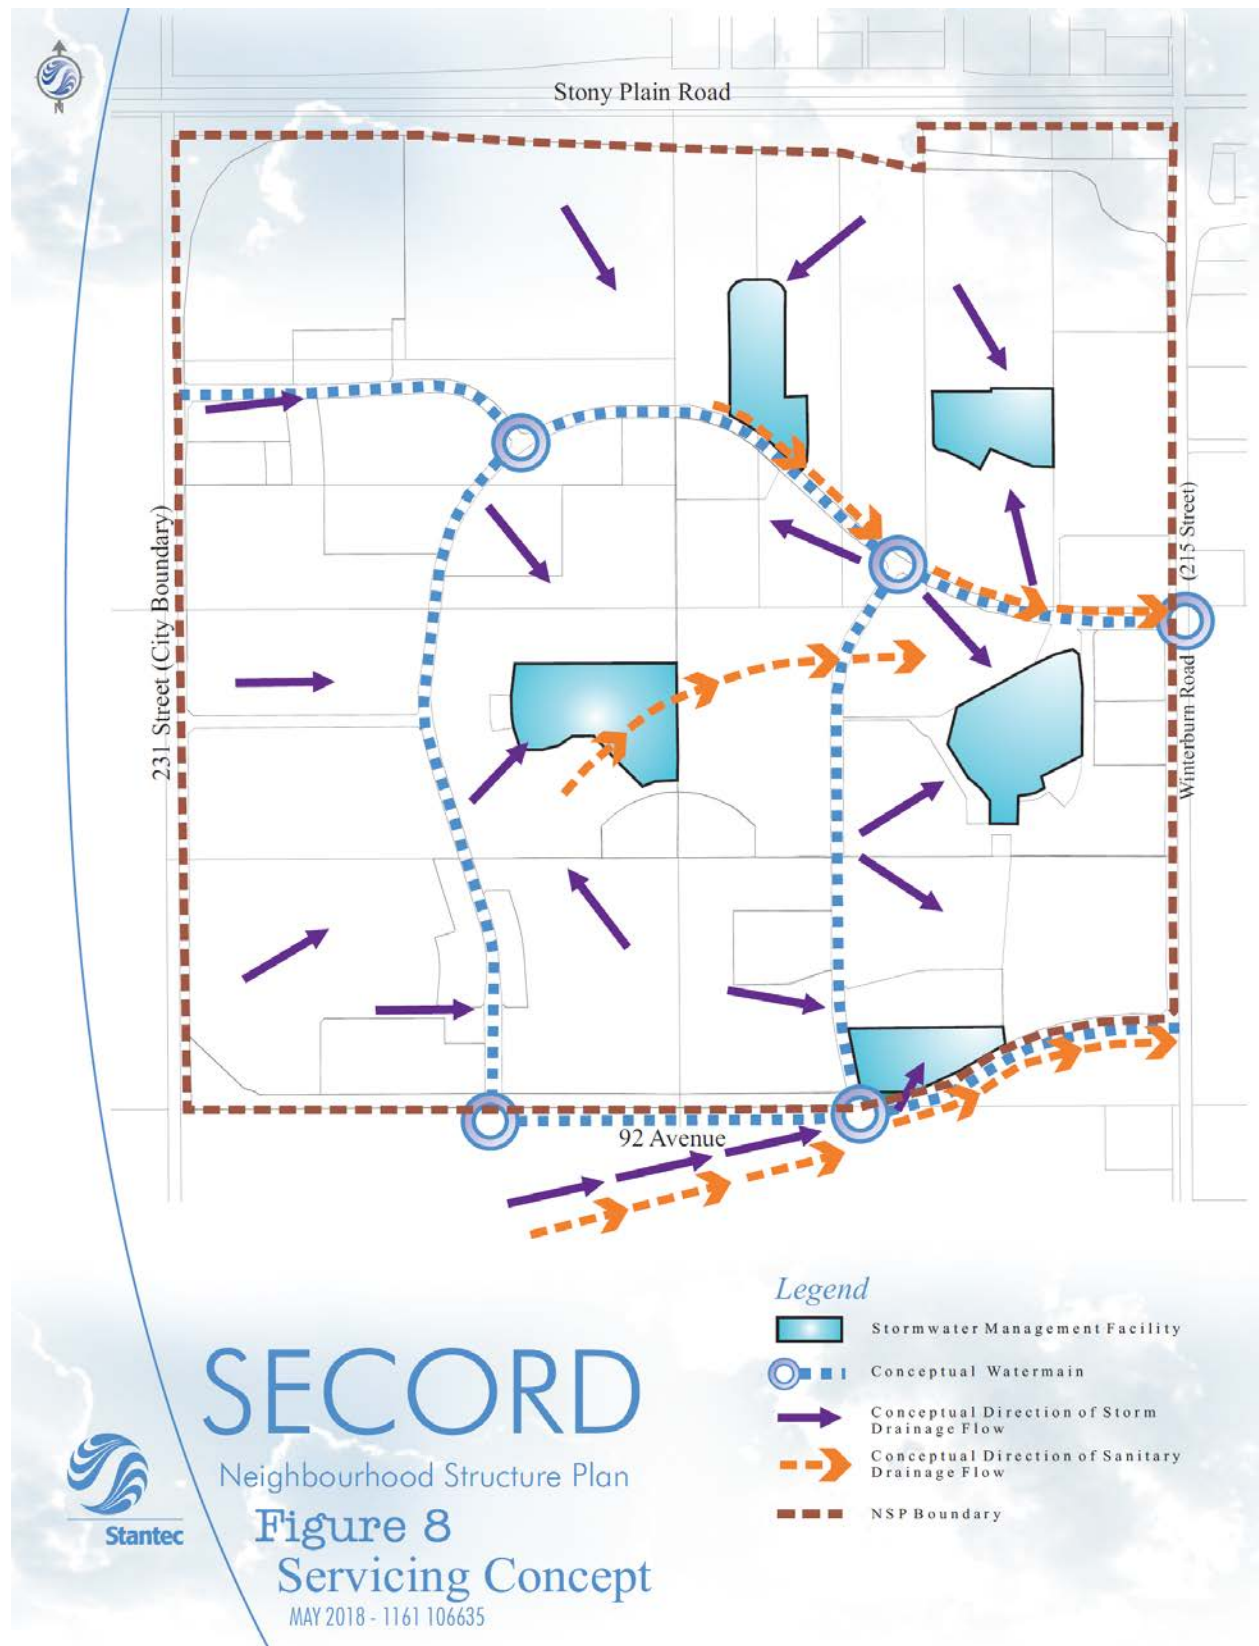 N
Stony Plain Road
231 Street (City Boundary)
Winterburn Road (215 Street)
92 Avenue
Legend
Stormwater Management Facility
Conceptual Watermain
Conceptual Direction of Storm
Drainage Flow
Conceptual Direction of Sanitary
Drainage Flow
NSP Boundary
SECORD
Neighbourhood Structure Plan
Figure 8
Servicing Concept
MAY 2018 - 1161 106635
Stantec